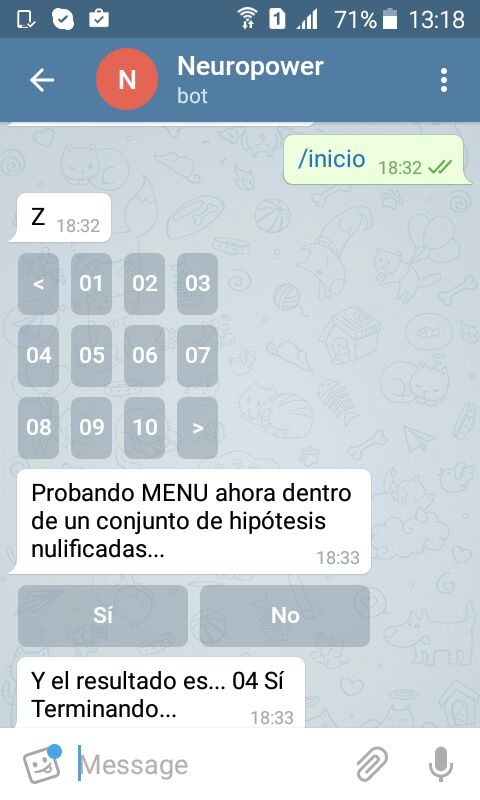 1 71% 13:18
N Neuropower
bot
/inicio 18:32
Z 18:32
< 01 02 03
04 05 06 07
08 09 10 >
Probando MENU ahora dentro
de un conjunto de hipótesis
nulificadas... 18:33
Sí No
Y el resultado es... 04 Sí
Terminando... 18:33
Message